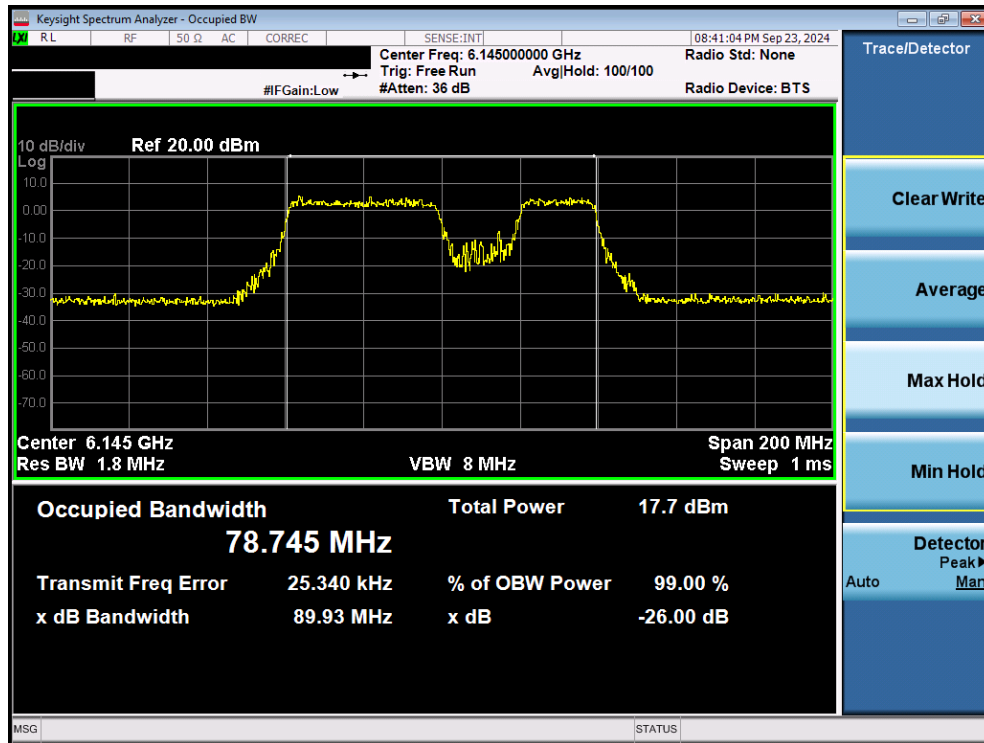 Keysight Spectrum Analyzer - Occupied BW
LXI RL RF 50 Ω AC CORREC SENSE:INT 08:41:04 PM Sep 23, 2024
Center Freq: 6.145000000 GHz Radio Std: None
Trig: Free Run Avg|Hold: 100/100
#IFGain:Low #Atten: 36 dB Radio Device: BTS
Trace/Detector
10 dB/div Ref 20.00 dBm
Log
10.0
0.00
-10.0
-20.0
-30.0
-40.0
-50.0
-60.0
-70.0
Center 6.145 GHz Span 200 MHz
Res BW 1.8 MHz VBW 8 MHz Sweep 1 ms
Occupied Bandwidth Total Power 17.7 dBm
78.745 MHz
Transmit Freq Error 25.340 kHz % of OBW Power 99.00 %
x dB Bandwidth 89.93 MHz x dB -26.00 dB
Clear Write
Average
Max Hold
Min Hold
Detector
Peak▶
Auto Man
MSG STATUS